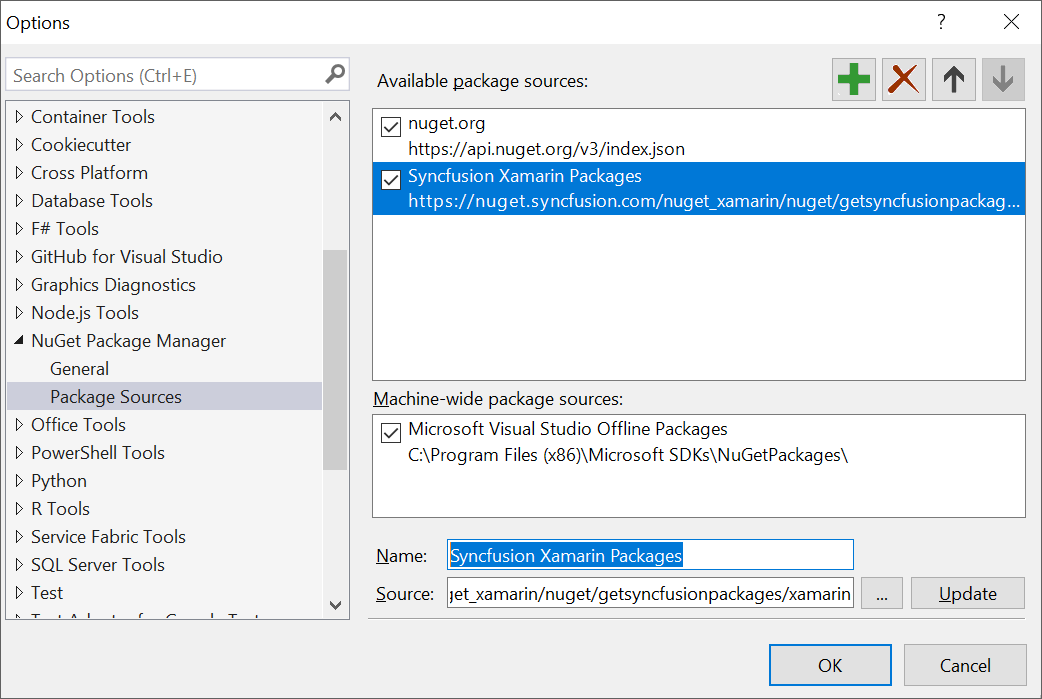 Options
?
Search Options (Ctrl+E)
Container Tools
Cookiecutter
Cross Platform
Database Tools
F# Tools
GitHub for Visual Studio
Graphics Diagnostics
Node.js Tools
NuGet Package Manager
General
Package Sources
Office Tools
PowerShell Tools
Python
R Tools
Service Fabric Tools
SQL Server Tools
Test
Available package sources:
nuget.org
https://api.nuget.org/v3/index.json
Syncfusion Xamarin Packages
https://nuget.syncfusion.com/nuget_xamarin/nuget/getsyncfusionpackag...
Machine-wide package sources:
Microsoft Visual Studio Offline Packages
C:\Program Files (x86)\Microsoft SDKs\NuGetPackages\
Name: Syncfusion Xamarin Packages
Source: get_xamarin/nuget/getsyncfusionpackages/xamarin ... Update
OK Cancel